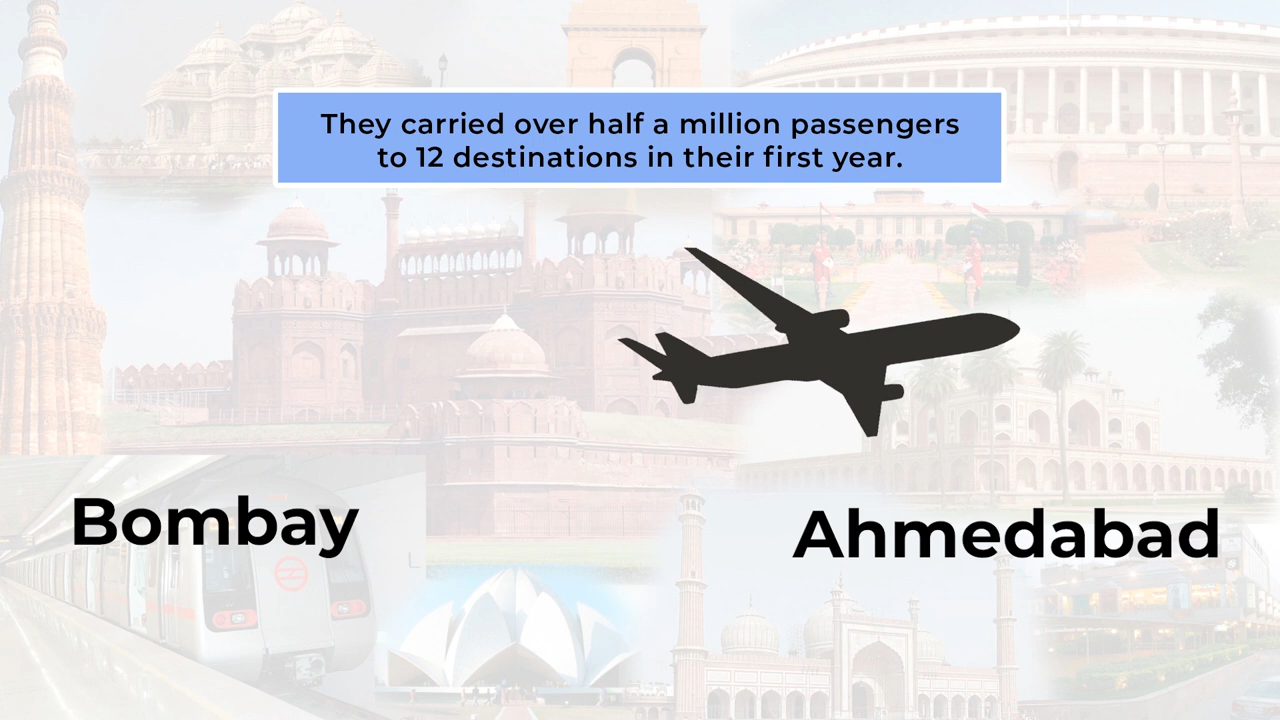 They carried over half a million passengers
to 12 destinations in their first year.
Bombay
Ahmedabad